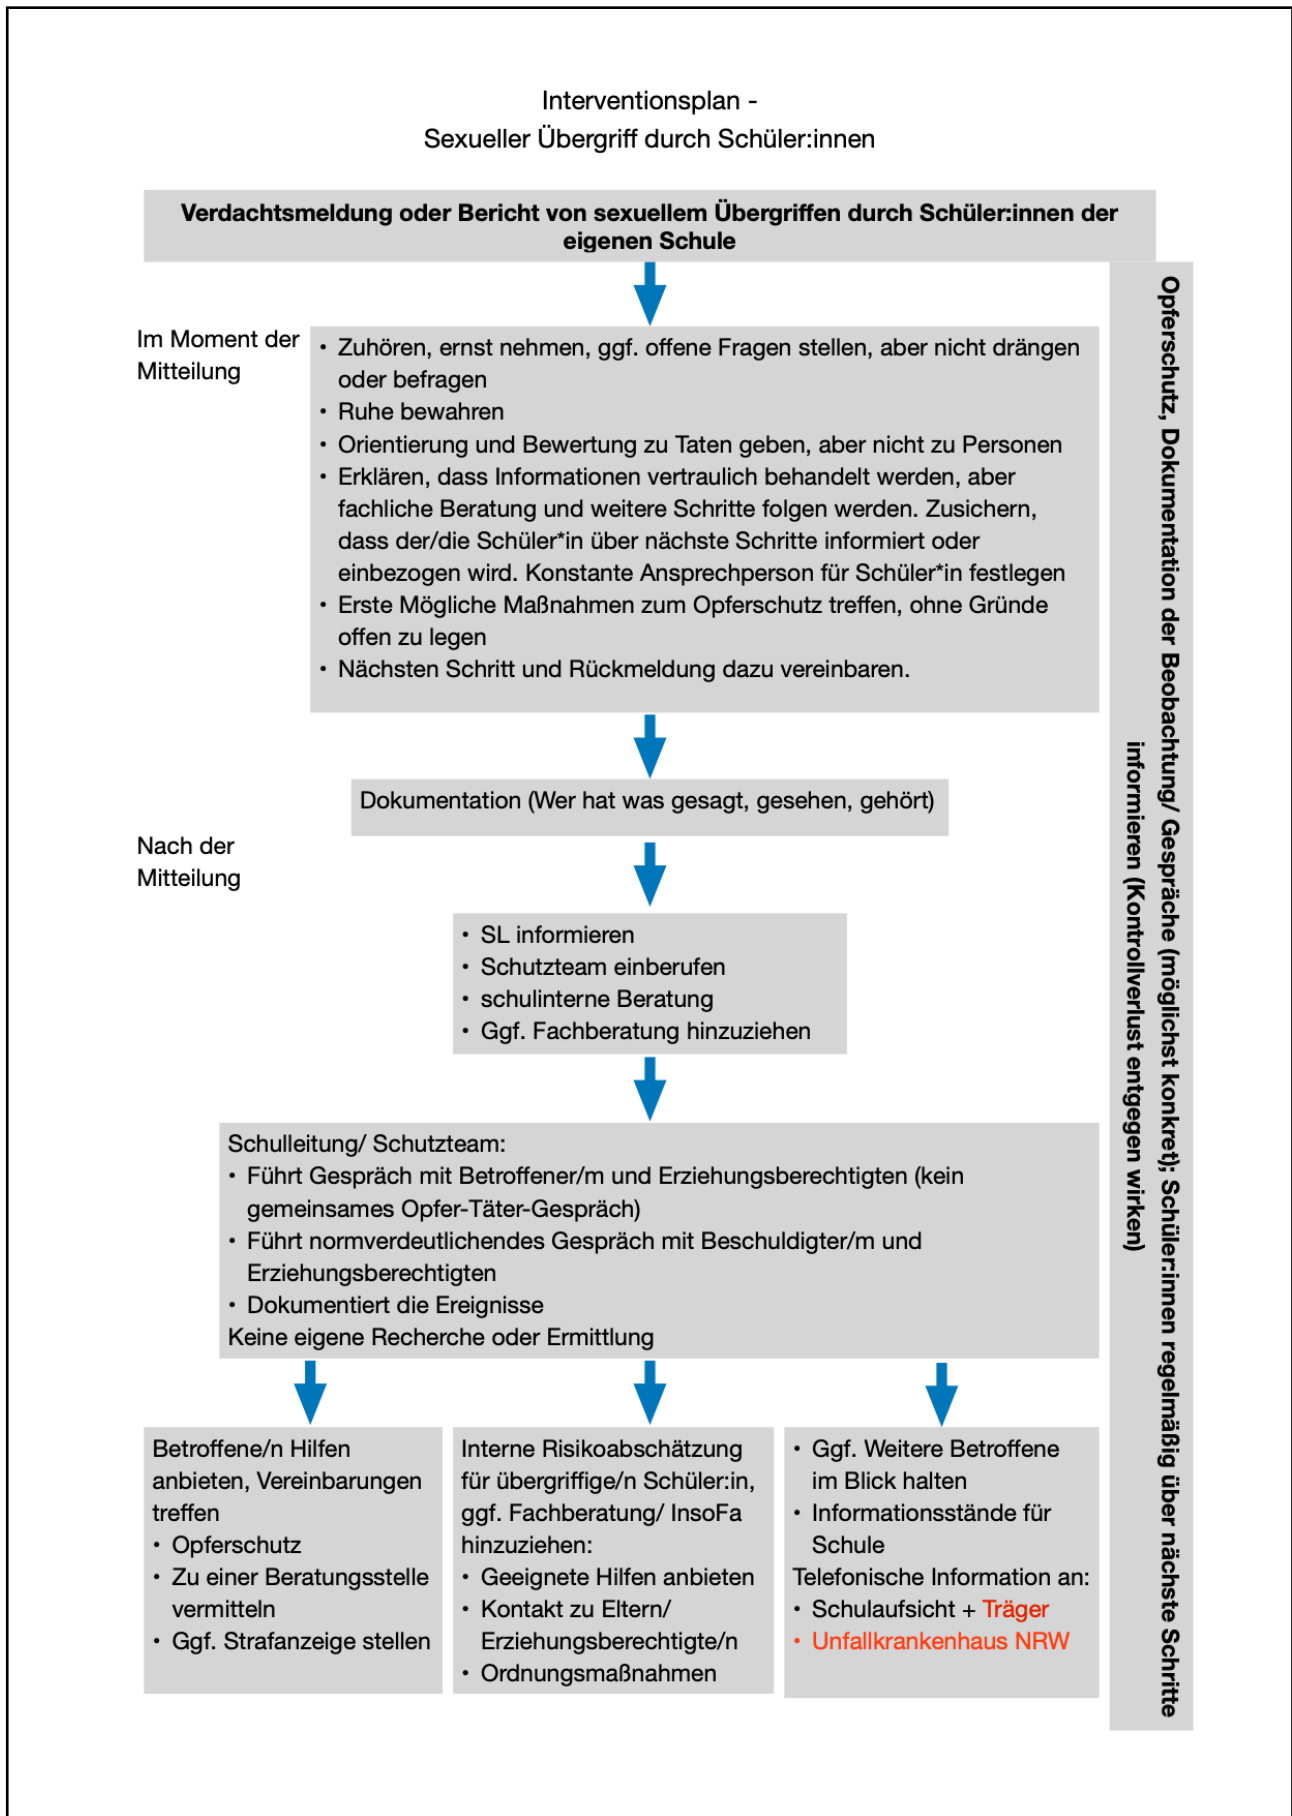 Interventionsplan -
Sexueller Übergriff durch Schüler:innen
Verdachtsmeldung oder Bericht von sexuellem Übergriffen durch Schüler:innen der
eigenen Schule
Im Moment der
Mitteilung
• Zuhören, ernst nehmen, ggf. offene Fragen stellen, aber nicht drängen
oder befragen
• Ruhe bewahren
• Orientierung und Bewertung zu Taten geben, aber nicht zu Personen
• Erklären, dass Informationen vertraulich behandelt werden, aber
fachliche Beratung und weitere Schritte folgen werden. Zusichern,
dass der/die Schüler*in über nächste Schritte informiert oder
einbezogen wird. Konstante Ansprechperson für Schüler*in festlegen
• Erste Mögliche Maßnahmen zum Opferschutz treffen, ohne Gründe
offen zu legen
• Nächsten Schritt und Rückmeldung dazu vereinbaren.
Dokumentation (Wer hat was gesagt, gesehen, gehört)
Nach der
Mitteilung
• SL informieren
• Schutzteam einberufen
• schulinterne Beratung
• Ggf. Fachberatung hinzuziehen
Schulleitung/ Schutzteam:
• Führt Gespräch mit Betroffener/m und Erziehungsberechtigten (kein
gemeinsames Opfer-Täter-Gespräch)
• Führt normverdeutlichendes Gespräch mit Beschuldigter/m und
Erziehungsberechtigten
• Dokumentiert die Ereignisse
Keine eigene Recherche oder Ermittlung
Betroffene/n Hilfen
anbieten, Vereinbarungen
treffen
• Opferschutz
• Zu einer Beratungsstelle
vermitteln
• Ggf. Strafanzeige stellen
Interne Risikoabschätzung
für übergriffige/n Schüler:in,
ggf. Fachberatung/ InsoFa
hinzuziehen:
• Geeignete Hilfen anbieten
• Kontakt zu Eltern/
Erziehungsberechtigte/n
• Ordnungsmaßnahmen
• Ggf. Weitere Betroffene
im Blick halten
• Informationsstände für
Schule
Telefonische Information an:
• Schulaufsicht + Träger
• Unfallkrankenhaus NRW
Opferschutz, Dokumentation der Beobachtung/ Gespräche (möglichst konkret); Schüler:innen regelmäßig über nächste Schritte
informieren (Kontrollverlust entgegen wirken)